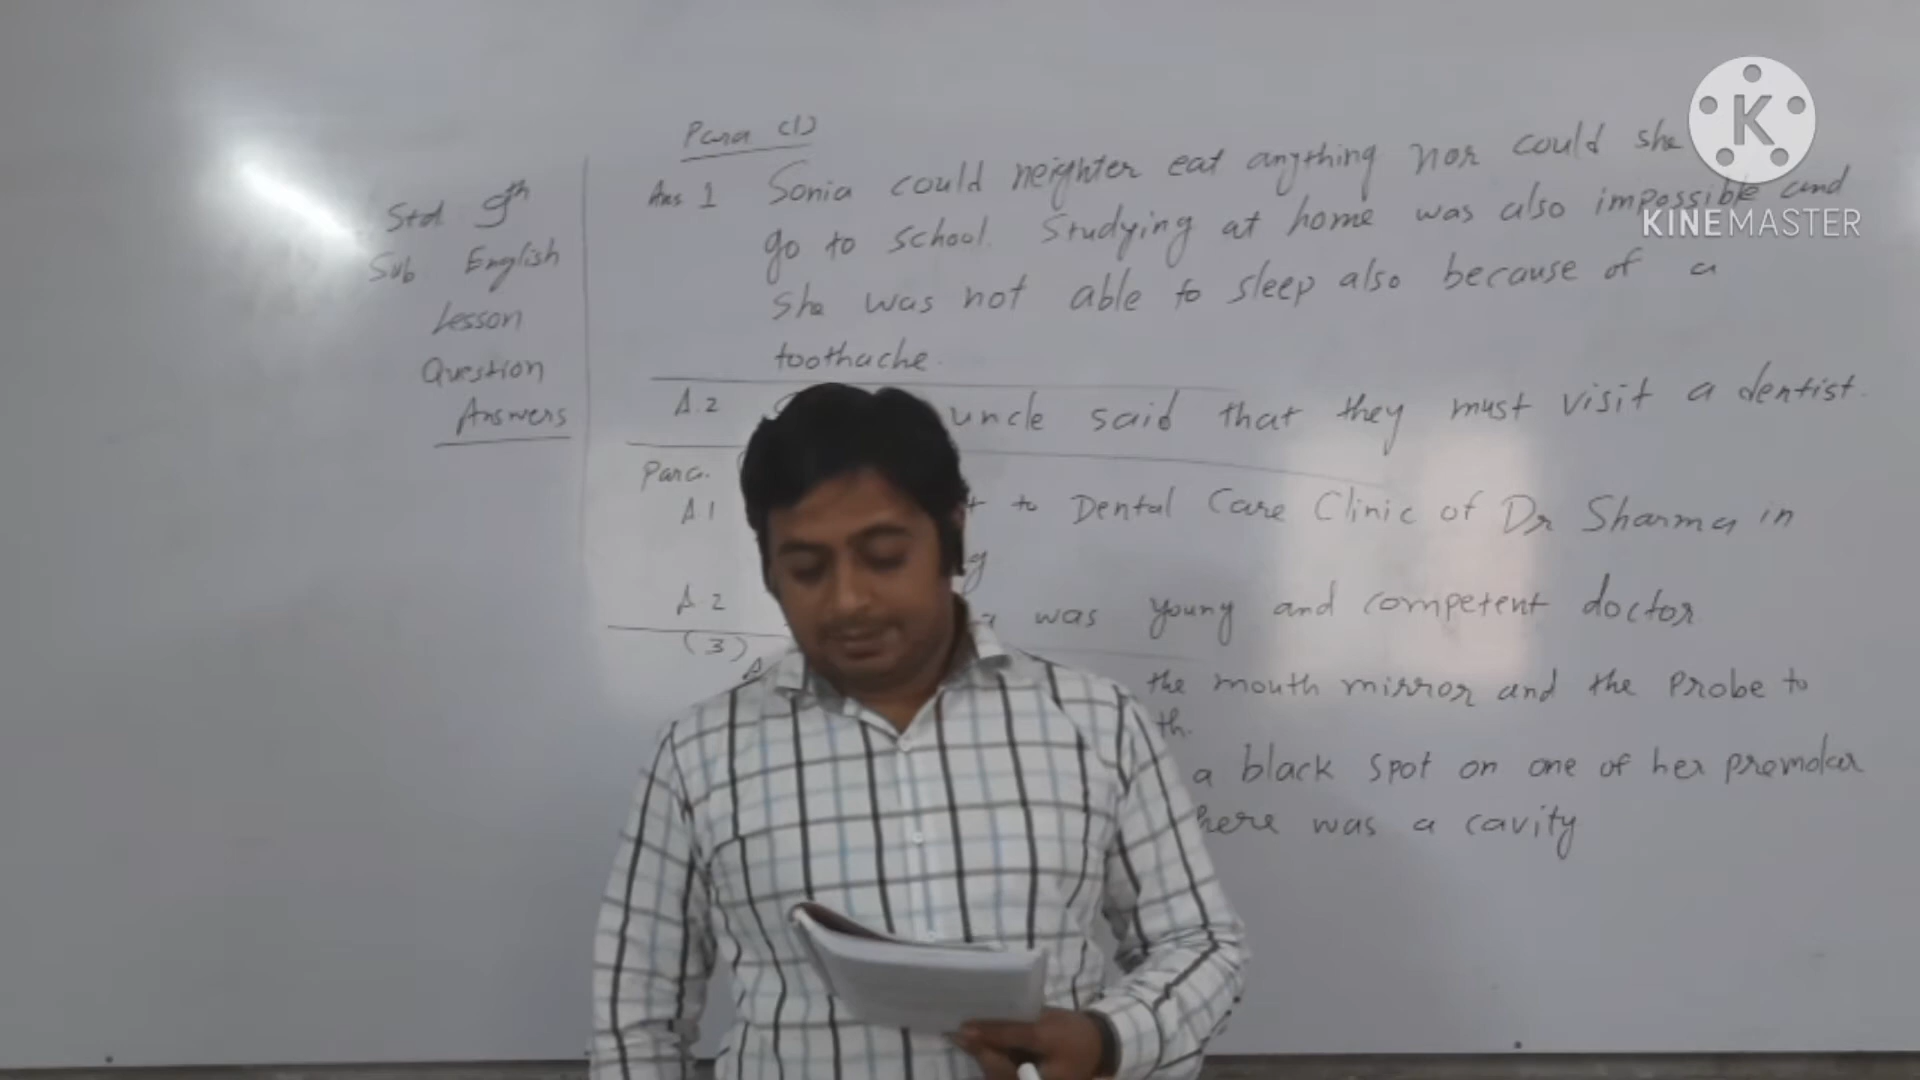 Std 9th
Sub English
Lesson
Question
Answers
Para (1)
Ans 1 Sonia could neighter eat anything nor could she
go to school. Studying at home was also impossible and
she was not able to sleep also because of a
toothache.
A.2 uncle said that they must visit a dentist.
Para.
A1 to Dental Care Clinic of Dr Sharma in
A.2 was young and competent doctor
(3)
the mouth mirror and the probe to
a black spot on one of her premolar
was a cavity
K
KINEMASTER